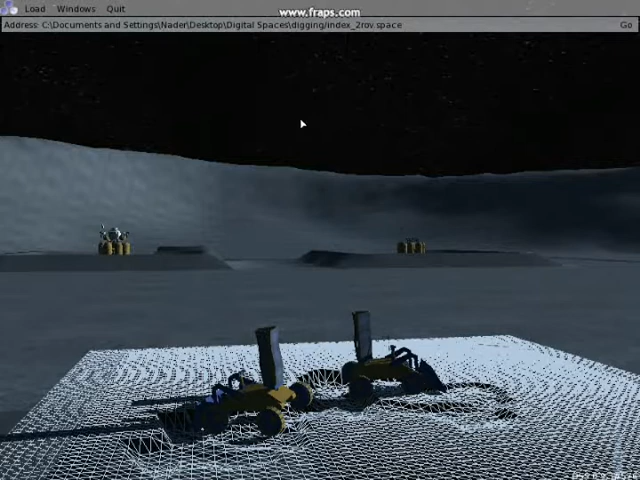 Load Windows Quit
www.fraps.com
Address: C:\Documents and Settings\Nader\Desktop\Digital Spaces\digging/index_2rov.space Go